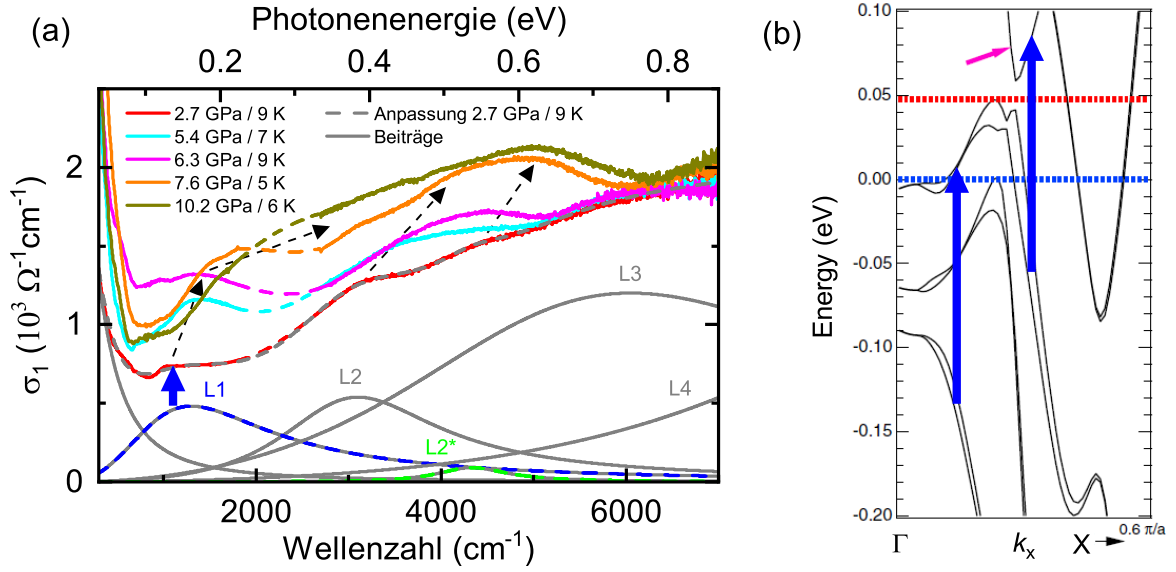 (a)
Photonenenergie (eV)
0.2 0.4 0.6 0.8
2.7 GPa / 9 K
5.4 GPa / 7 K
6.3 GPa / 9 K
7.6 GPa / 5 K
10.2 GPa / 6 K
Anpassung 2.7 GPa / 9 K
Beiträge
σ₁ (10³ Ω⁻¹cm⁻¹)
2
1
0
L1
L2
L2*
L3
L4
2000 4000 6000
Wellenzahl (cm⁻¹)
(b)
Energy (eV)
0.10
0.05
0.00
-0.05
-0.10
-0.15
-0.20
Γ kₓ X
0.6 π/a